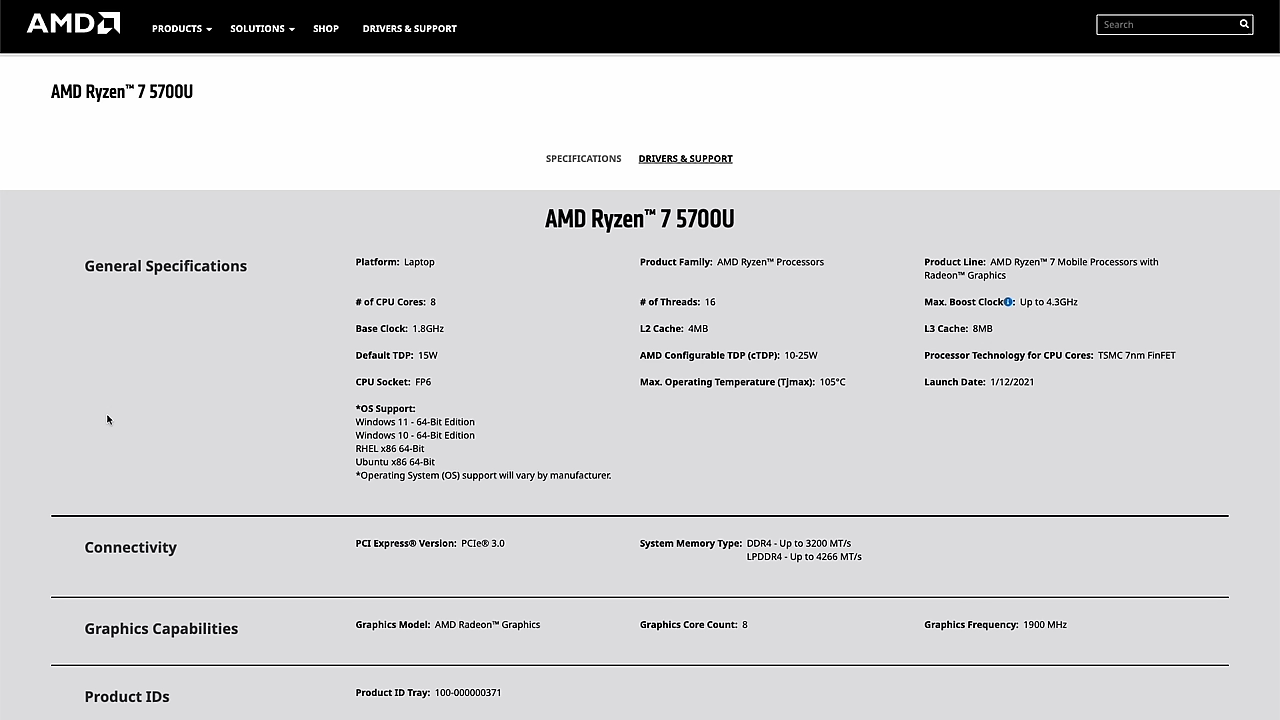 AMD
PRODUCTS SOLUTIONS SHOP DRIVERS & SUPPORT
Search
AMD Ryzen™ 7 5700U
SPECIFICATIONS DRIVERS & SUPPORT
AMD Ryzen™ 7 5700U
General Specifications
Platform: Laptop
Product Family: AMD Ryzen™ Processors
Product Line: AMD Ryzen™ 7 Mobile Processors with
Radeon™ Graphics
# of CPU Cores: 8
# of Threads: 16
Max. Boost Clock: Up to 4.3GHz
Base Clock: 1.8GHz
L2 Cache: 4MB
L3 Cache: 8MB
Default TDP: 15W
AMD Configurable TDP (cTDP): 10-25W
Processor Technology for CPU Cores: TSMC 7nm FinFET
CPU Socket: FP6
Max. Operating Temperature (Tjmax): 105°C
Launch Date: 1/12/2021
*OS Support:
Windows 11 - 64-Bit Edition
Windows 10 - 64-Bit Edition
RHEL x86 64-Bit
Ubuntu x86 64-Bit
*Operating System (OS) support will vary by manufacturer.
Connectivity
PCI Express® Version: PCIe® 3.0
System Memory Type: DDR4 - Up to 3200 MT/s
LPDDR4 - Up to 4266 MT/s
Graphics Capabilities
Graphics Model: AMD Radeon™ Graphics
Graphics Core Count: 8
Graphics Frequency: 1900 MHz
Product IDs
Product ID Tray: 100-000000371